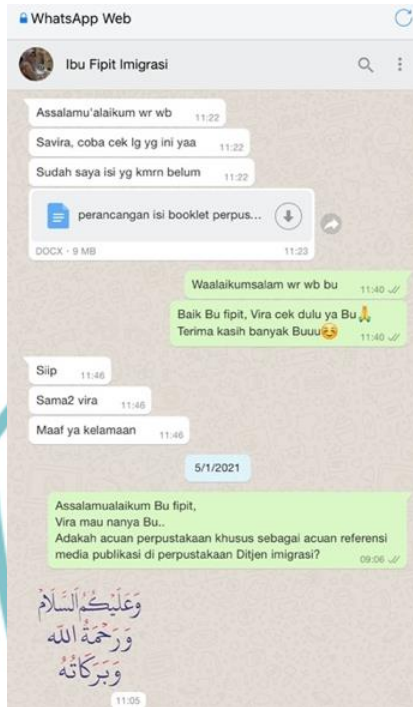 WhatsApp Web
Ibu Fipit Imigrasi
Assalamu'alaikum wr wb 11:22
Savira, coba cek lg yg ini yaa 11:22
Sudah saya isi yg kmrn belum 11:22
perancangan isi booklet perpus...
DOCX • 9 MB 11:23
Waalaikumsalam wr wb bu 11:40
Baik Bu fipit, Vira cek dulu ya Bu🙏
Terima kasih banyak Buuu☺️ 11:40
Siip 11:46
Sama2 vira 11:46
Maaf ya kelamaan 11:46
5/1/2021
Assalamualaikum Bu fipit,
Vira mau nanya Bu..
Adakah acuan perpustakaan khusus sebagai acuan referensi
media publikasi di perpustakaan Ditjen imigrasi? 09:06
وَعَلَيْكُمُ السَّلَامُ
وَرَحْمَةُ اللّٰهِ
وَبَرَكَاتُهُ
11:05